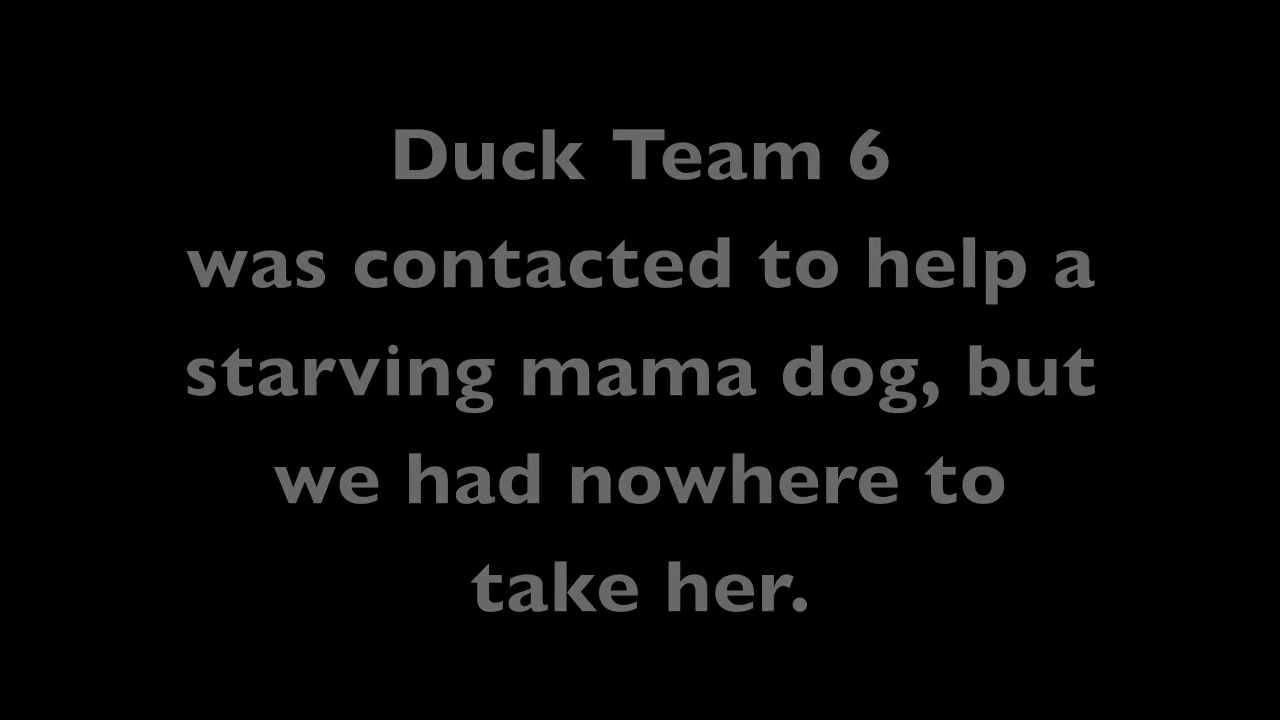 Duck Team 6
was contacted to help a
starving mama dog, but
we had nowhere to
take her.